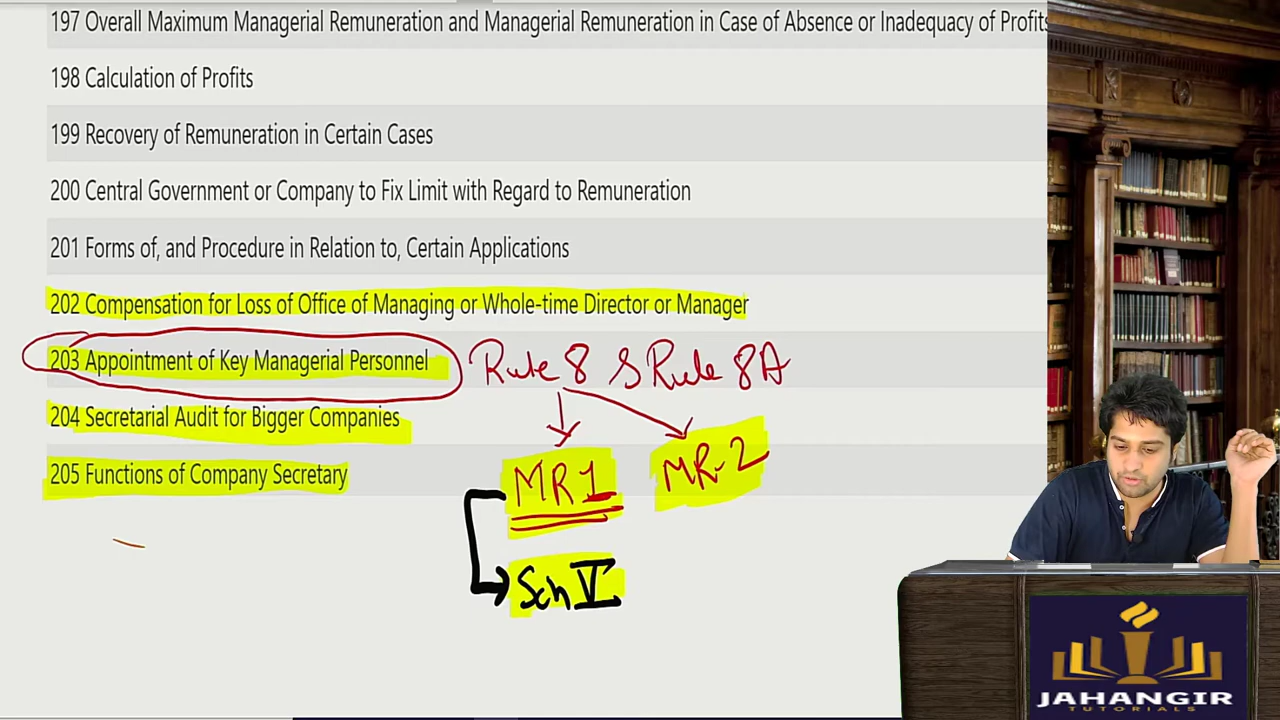 197 Overall Maximum Managerial Remuneration and Managerial Remuneration in Case of Absence or Inadequacy of Profits
198 Calculation of Profits
199 Recovery of Remuneration in Certain Cases
200 Central Government or Company to Fix Limit with Regard to Remuneration
201 Forms of, and Procedure in Relation to, Certain Applications
202 Compensation for Loss of Office of Managing or Whole-time Director or Manager
203 Appointment of Key Managerial Personnel Rule 8 & Rule 8A
204 Secretarial Audit for Bigger Companies
205 Functions of Company Secretary
MR1 MR-2
Sch V
JAHANGIR
TUTORIALS